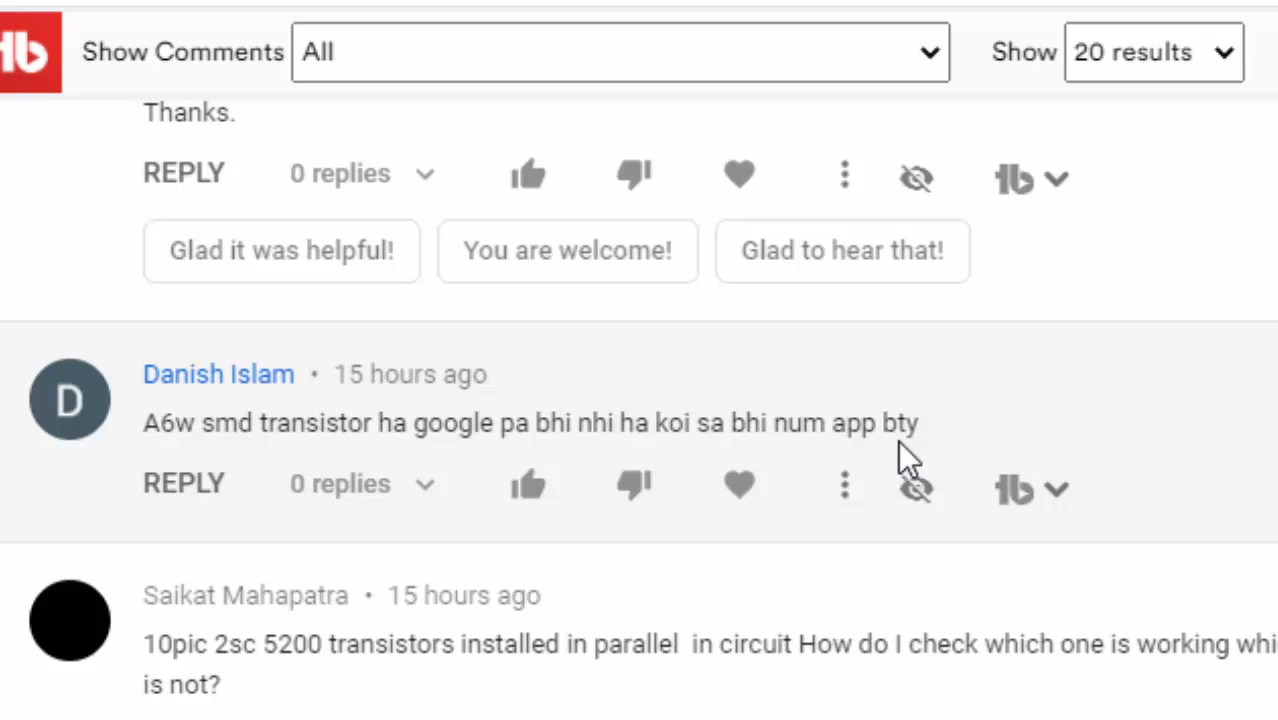 Show Comments All Show 20 results
Thanks.
REPLY 0 replies
Glad it was helpful! You are welcome! Glad to hear that!
D Danish Islam • 15 hours ago
A6w smd transistor ha google pa bhi nhi ha koi sa bhi num app bty
REPLY 0 replies
Saikat Mahapatra • 15 hours ago
10pic 2sc 5200 transistors installed in parallel in circuit How do I check which one is working whi
is not?